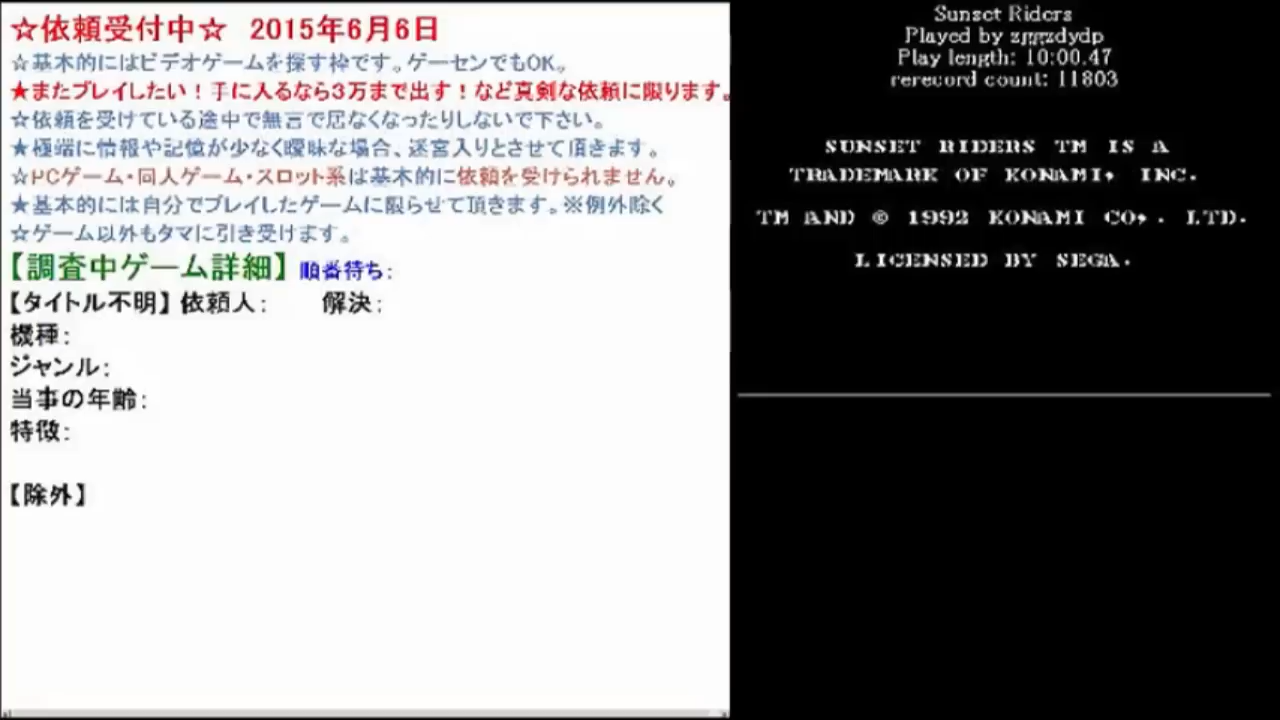 ☆依頼受付中☆ 2015年6月6日
☆基本的にはビデオゲームを探す枠です。ゲーセンでもOK。
★またプレイしたい！手に入るなら3万まで出す！など真剣な依頼に限ります。
☆依頼を受けている途中で無言で居なくなったりしないで下さい。
★極端に情報や記憶が少なく曖昧な場合、迷宮入りとさせて頂きます。
☆PCゲーム・同人ゲーム・スロット系は基本的に依頼を受けられません。
★基本的には自分でプレイしたゲームに限らせて頂きます。※例外除く
☆ゲーム以外もタマに引き受けます。
【調査中ゲーム詳細】順番待ち：
【タイトル不明】依頼人： 解決：
機種：
ジャンル：
当事の年齢：
特徴：
【除外】
Sunset Riders
Played by zggzdydp
Play length: 10:00.47
rerecord count: 11803
SUNSET RIDERS TM IS A
TRADEMARK OF KONAMI, INC.
TM AND © 1992 KONAMI CO,. LTD.
LICENSED BY SEGA.